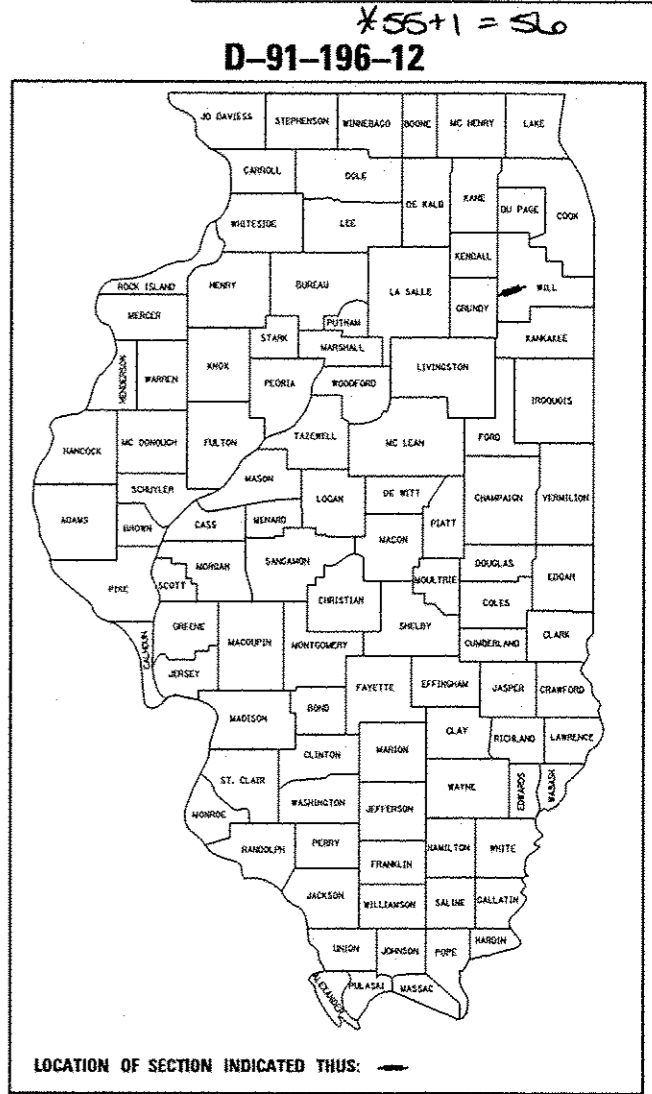 *55+1 = 56
D-91-196-12
JO DAVIESS STEPHENSON WINNEBAGO BOONE MC HENRY LAKE
CARROLL OGLE DE KALB KANE DU PAGE COOK
WHITESIDE LEE KENDALL
ROCK ISLAND HENRY BUREAU LA SALLE GRUNDY WILL
MERCER PUTNAM KANKAKEE
STARK MARSHALL LIVINGSTON
HENDERSON WARREN KNOX PEORIA WOODFORD IROQUOIS
HANCOCK MC DONOUGH FULTON TAZEWELL MC LEAN FORD
MASON
SCHUYLER LOGAN DE WITT CHAMPAIGN VERMILION
ADAMS BROWN CASS MENARD PIATT
MACON
MORGAN SANGAMON DOUGLAS
PIKE SCOTT MOULTRIE EDGAR
CHRISTIAN COLES
GREENE MACOUPIN SHELBY
CALHOUN MONTGOMERY CUMBERLAND CLARK
JERSEY FAYETTE EFFINGHAM JASPER CRAWFORD
MADISON BOND
CLAY RICHLAND LAWRENCE
CLINTON MARION
ST. CLAIR WAYNE EDWARDS WABASH
MONROE WASHINGTON JEFFERSON
RANDOLPH PERRY HAMILTON WHITE
FRANKLIN
JACKSON WILLIAMSON SALINE GALLATIN
UNION JOHNSON POPE HARDIN
ALEXANDER PULASAI MASSAC
LOCATION OF SECTION INDICATED THUS: